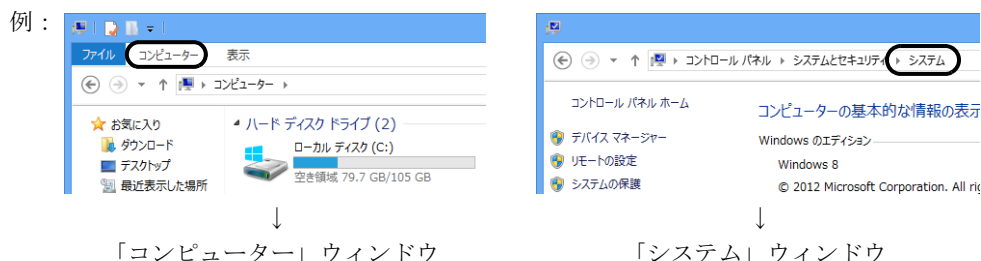 例：
ファイル コンピューター 表示
コンピューター
お気に入り
ダウンロード
デスクトップ
最近表示した場所
ハード ディスク ドライブ (2)
ローカル ディスク (C:)
空き領域 79.7 GB/105 GB
↓
「コンピューター」ウィンドウ
コントロール パネル システムとセキュリティ システム
コントロール パネル ホーム
デバイス マネージャー
リモートの設定
システムの保護
コンピューターの基本的な情報の表示
Windows のエディション
Windows 8
© 2012 Microsoft Corporation. All
↓
「システム」ウィンドウ